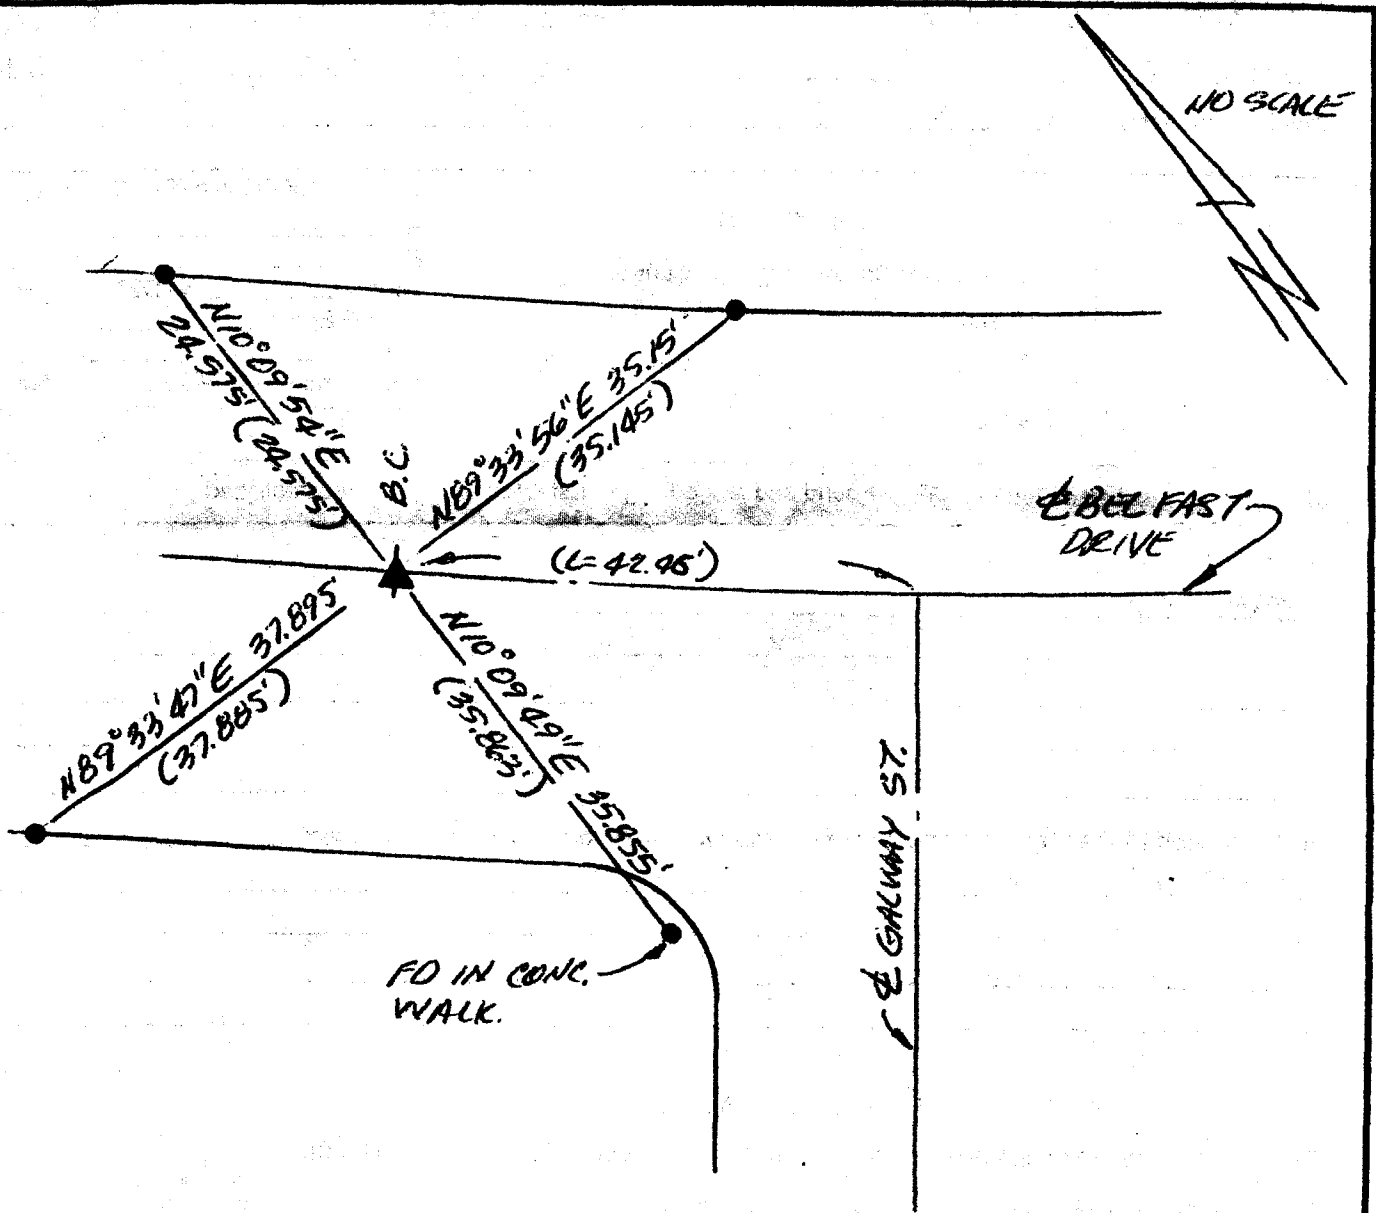 NO SCALE
N10°09'54"E
24.575' (24.575')
B.C.
N89°33'56"E 35.15'
(35.145')
℄ BELFAST
DRIVE
(L=42.45')
N89°33'47"E 37.895
(37.885')
N10°09'49"E 35.855'
(35.863')
℄ GALWAY ST.
FD IN CONC.
WALK.